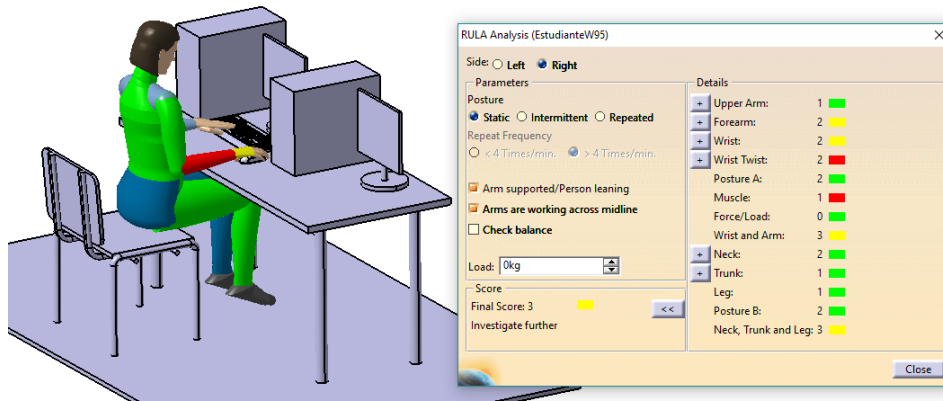 RULA Analysis (EstudianteW95)
Side: Left Right
Parameters
Posture
Static Intermittent Repeated
Repeat Frequency
< 4 Times/min. > 4 Times/min.
Arm supported/Person leaning
Arms are working across midline
Check balance
Load: 0kg
Score
Final Score: 3
<<
Investigate further
Details
+ Upper Arm: 1
+ Forearm: 2
+ Wrist: 2
+ Wrist Twist: 2
Posture A: 2
Muscle: 1
Force/Load: 0
Wrist and Arm: 3
+ Neck: 2
+ Trunk: 1
Leg: 1
Posture B: 2
Neck, Trunk and Leg: 3
Close